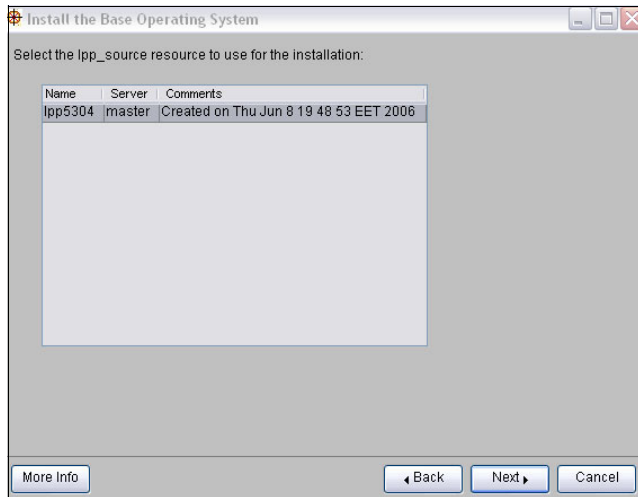 Install the Base Operating System
Select the lpp_source resource to use for the installation:
Name Server Comments
lpp5304 master Created on Thu Jun 8 19 48 53 EET 2006
More Info
Back
Next
Cancel